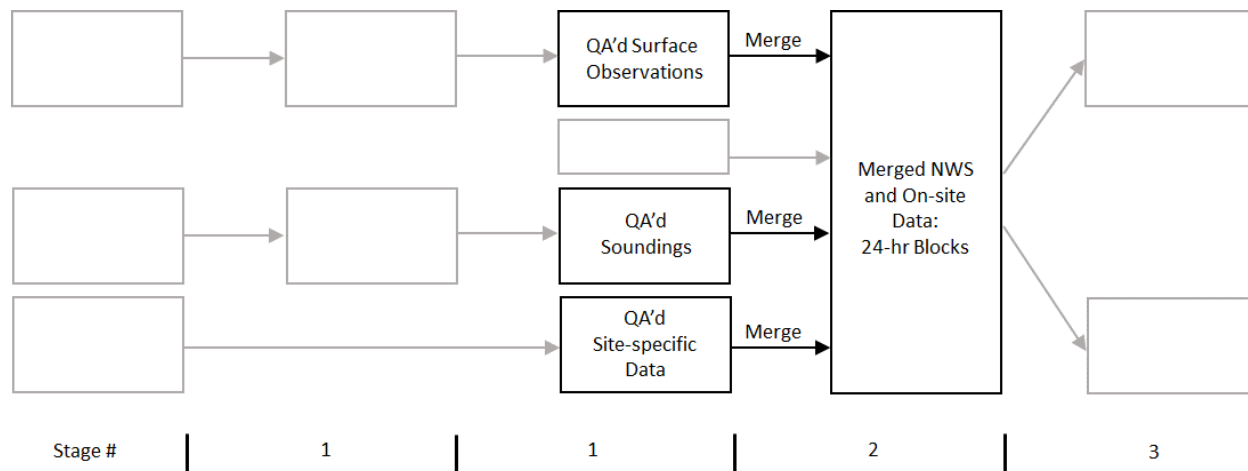 QA'd Surface
Observations
Merge
QA'd
Soundings
Merge
QA'd
Site-specific
Data
Merge
Merged NWS
and On-site
Data:
24-hr Blocks
Stage #
1
1
2
3